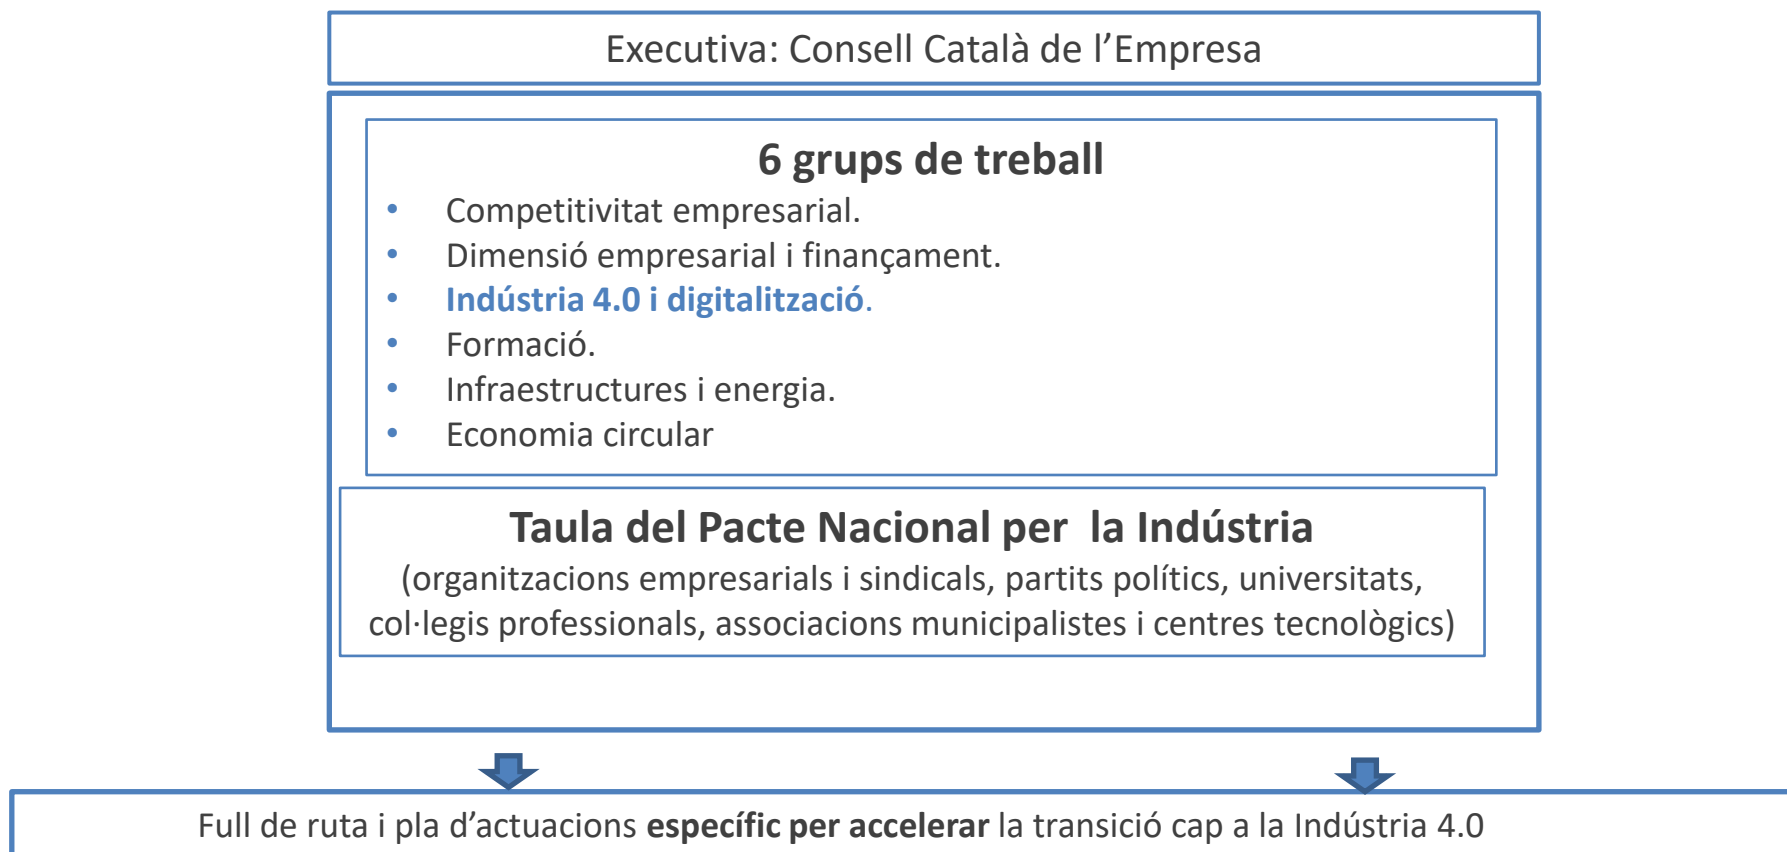 Executiva: Consell Català de l’Empresa
6 grups de treball
• Competitivitat empresarial.
• Dimensió empresarial i finançament.
• Indústria 4.0 i digitalització.
• Formació.
• Infraestructures i energia.
• Economia circular
Taula del Pacte Nacional per  la Indústria
(organitzacions empresarials i sindicals, partits polítics, universitats,
col·legis professionals, associacions municipalistes i centres tecnològics)
Full de ruta i pla d’actuacions específic per accelerar la transició cap a la Indústria 4.0